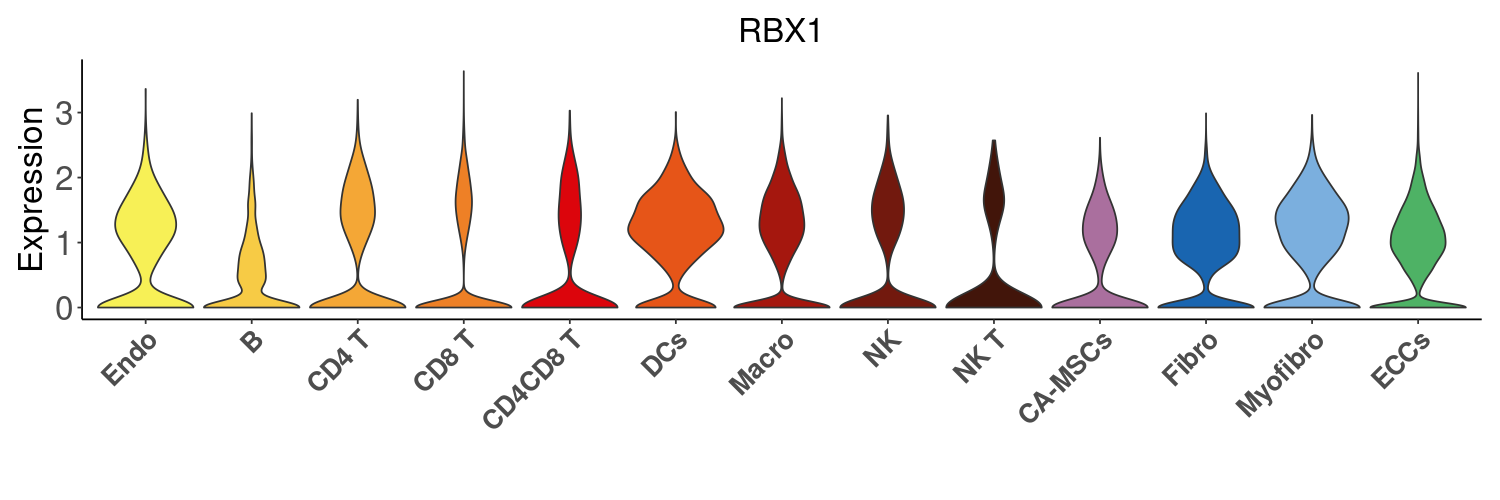 RBX1
Expression
3
2
1
0
Endo
B
CD4 T
CD8 T
CD4CD8 T
DCs
Macro
NK
NK T
CA-MSCs
Fibro
Myofibro
ECCs